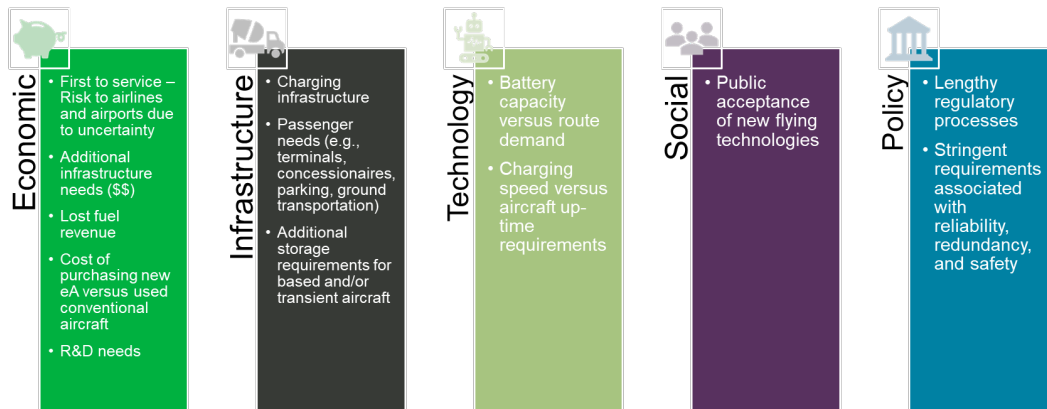 Economic
• First to service –
Risk to airlines
and airports due
to uncertainty
• Additional
infrastructure
needs ($$)
• Lost fuel
revenue
• Cost of
purchasing new
eA versus used
conventional
aircraft
• R&D needs
Infrastructure
• Charging
infrastructure
• Passenger
needs (e.g.,
terminals,
concessionaires,
parking, ground
transportation)
• Additional
storage
requirements for
based and/or
transient aircraft
Technology
• Battery
capacity
versus route
demand
• Charging
speed versus
aircraft up-
time
requirements
Social
• Public
acceptance
of new flying
technologies
Policy
• Lengthy
regulatory
processes
• Stringent
requirements
associated
with
reliability,
redundancy,
and safety